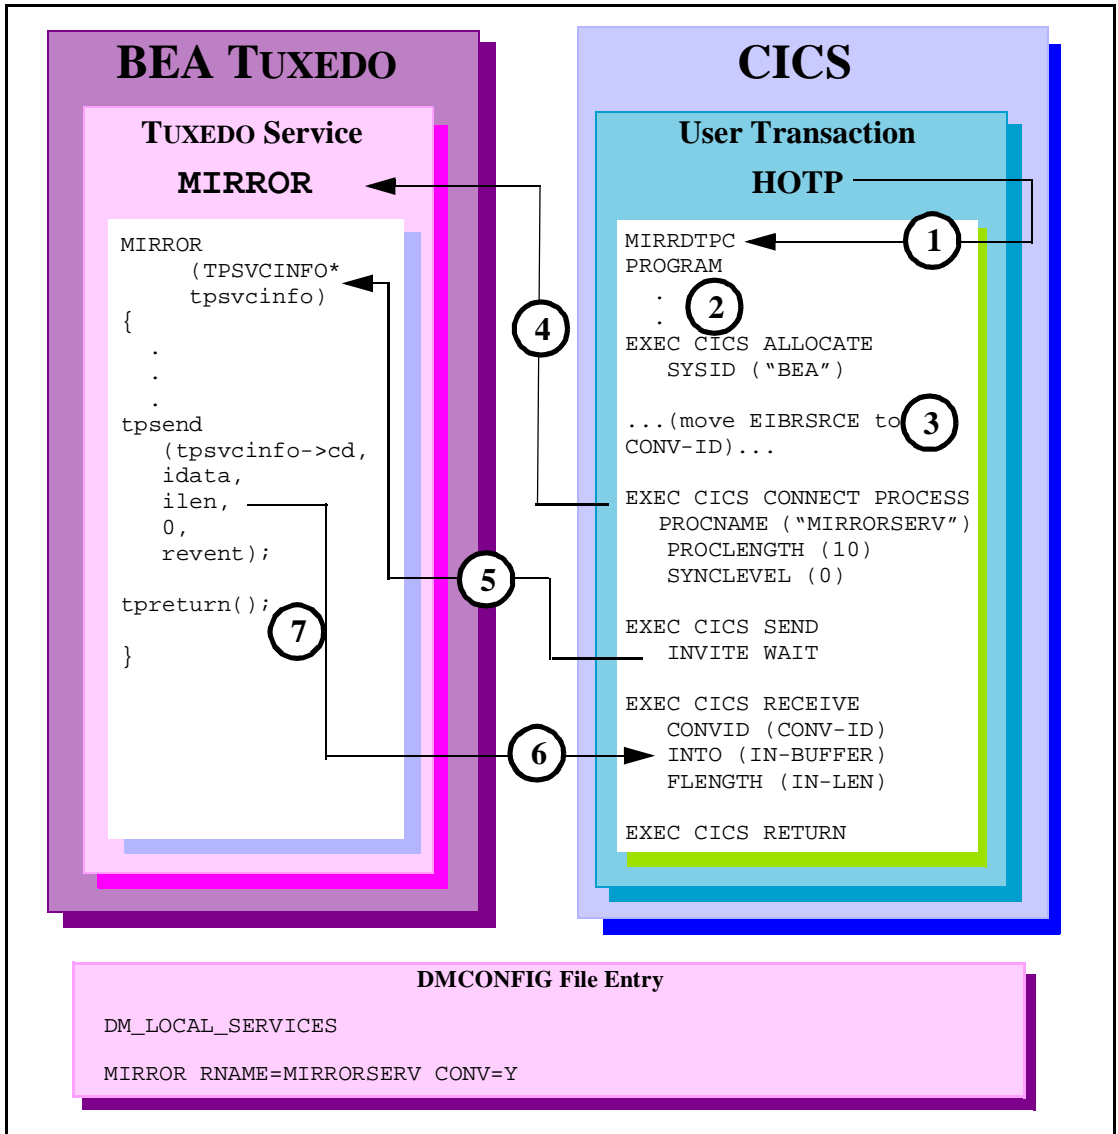 BEA TUXEDO
TUXEDO Service
MIRROR
MIRROR
(TPSVCINFO*
tpsvcinfo)
{
.
.
.
tpsend
(tpsvcinfo->cd,
idata,
ilen,
0,
revent);
tpreturn();
7
}
4
5
6
CICS
User Transaction
HOTP
1
MIRRDTPC
PROGRAM
.
.
2
EXEC CICS ALLOCATE
SYSID (“BEA”)
...(move EIBRSRCE to
3
CONV-ID)...
EXEC CICS CONNECT PROCESS
PROCNAME (“MIRRORSERV”)
PROCLENGTH (10)
SYNCLEVEL (0)
EXEC CICS SEND
INVITE WAIT
EXEC CICS RECEIVE
CONVID (CONV-ID)
INTO (IN-BUFFER)
FLENGTH (IN-LEN)
EXEC CICS RETURN
DMCONFIG File Entry
DM_LOCAL_SERVICES
MIRROR RNAME=MIRRORSERV CONV=Y